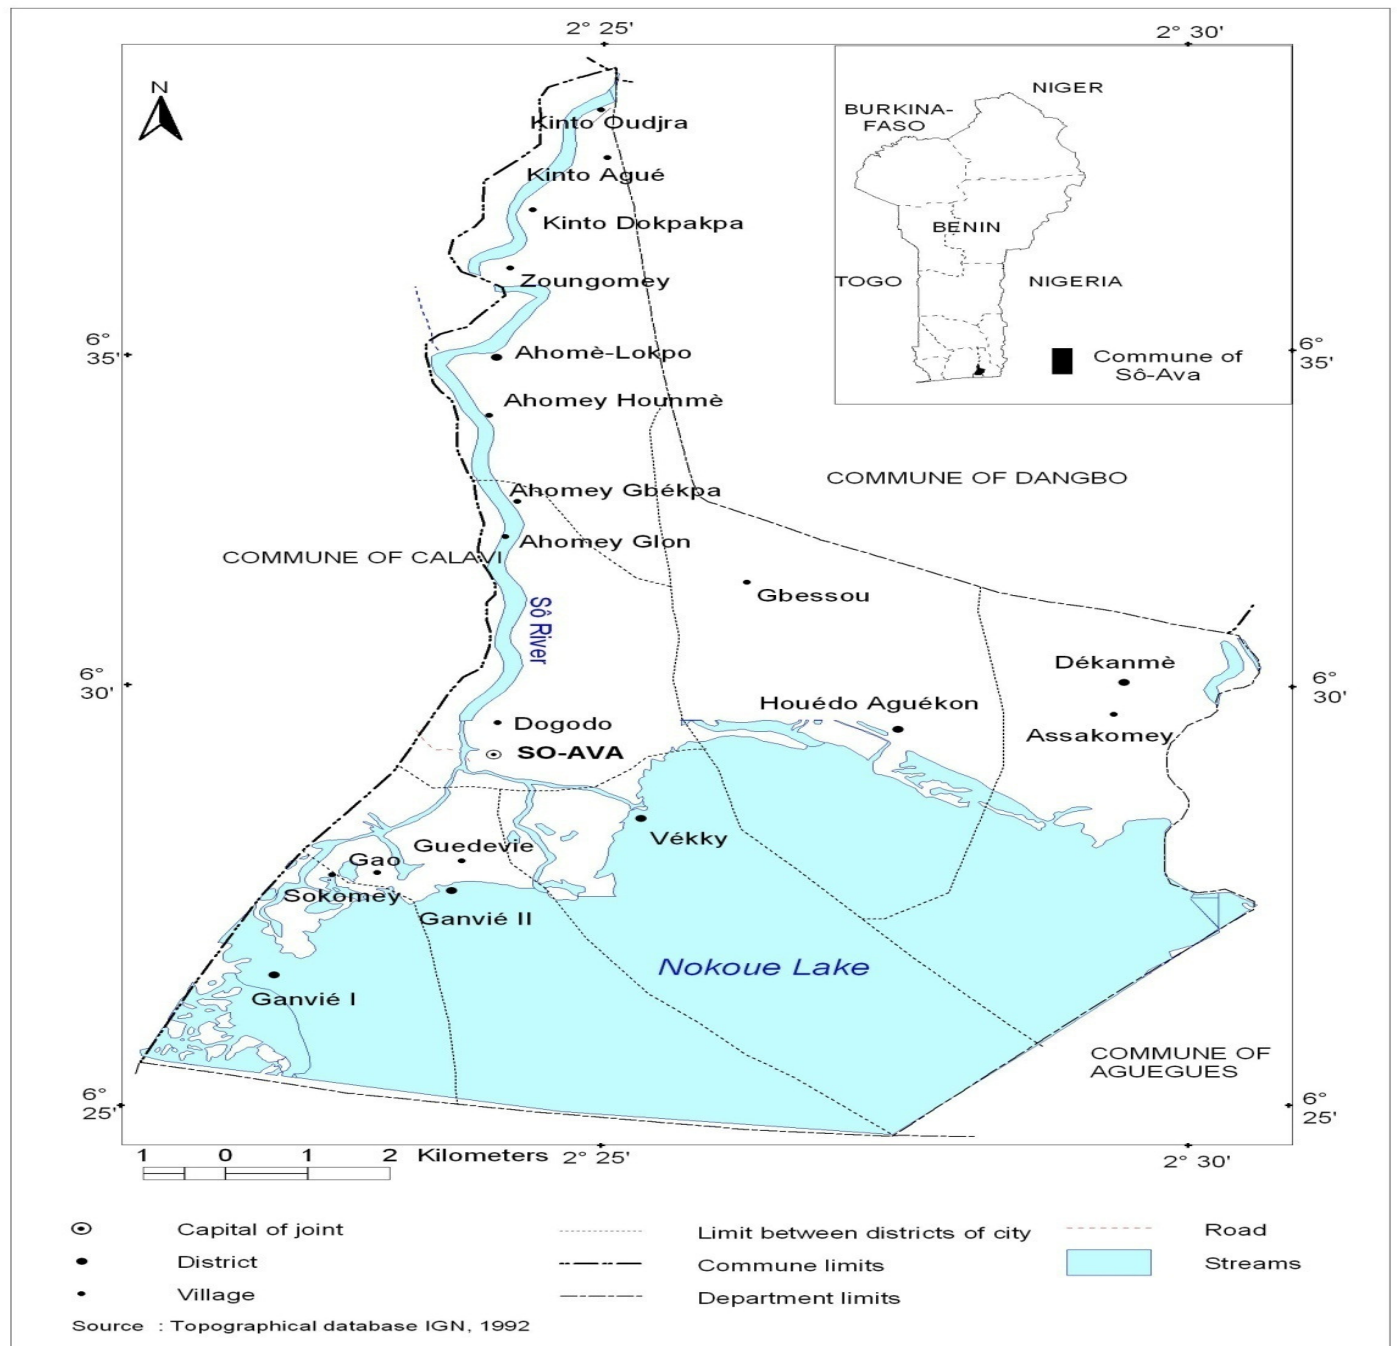 2° 25'
2° 30'
N
NIGER
BURKINA-
FASO
BENIN
TOGO
NIGERIA
Commune of
Sô-Ava
Kinto Oudjra
Kinto Agué
Kinto Dokpakpa
Zoungomey
6°
35'
Ahomè-Lokpo
6°
35'
Ahomey Hounmè
COMMUNE OF DANGBO
Ahomey Gbékpa
Ahomey Glon
COMMUNE OF CALAVI
Gbessou
Sô River
Dékanmè
6°
30'
6°
30'
Houédo Aguékon
Dogodo
Assakomey
SO-AVA
Vékky
Guedevie
Gao
Sokomey
Ganvié II
Nokoue Lake
Ganvié I
COMMUNE OF
AGUEGUES
6°
25'
6°
25'
1 0 1 2 Kilometers
2° 25'
2° 30'
Capital of joint
Limit between districts of city
Road
District
Commune limits
Streams
Village
Department limits
Source : Topographical database IGN, 1992